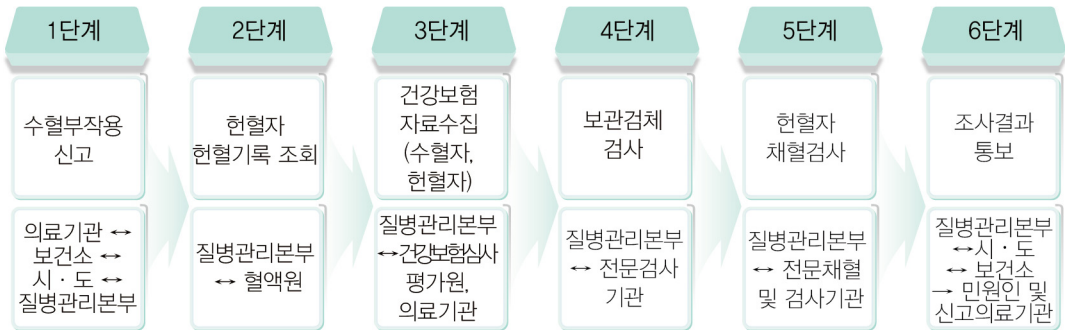 1단계
수혈부작용
신고
의료기관 ↔
보건소 ↔
시 · 도 ↔
질병관리본부
2단계
헌혈자
헌혈기록 조회
질병관리본부
↔ 혈액원
3단계
건강보험
자료수집
(수혈자,
헌혈자)
질병관리본부
↔건강보험심사
평가원,
의료기관
4단계
보관검체
검사
질병관리본부
↔ 전문검사
기관
5단계
헌혈자
채혈검사
질병관리본부
↔ 전문채혈
및 검사기관
6단계
조사결과
통보
질병관리본부
↔시 · 도
↔ 보건소
→ 민원인 및
신고의료기관